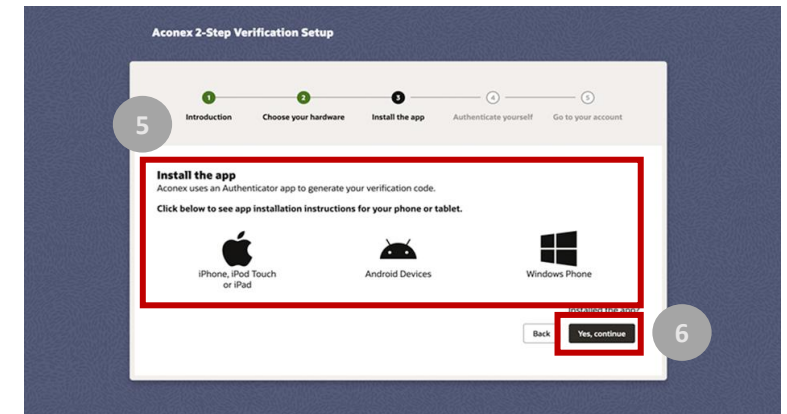 Aconex 2-Step Verification Setup
1 2 3 4 5
Introduction Choose your hardware Install the app Authenticate yourself Go to your account
5
Install the app
Aconex uses an Authenticator app to generate your verification code.
Click below to see app installation instructions for your phone or tablet.
iPhone, iPod Touch
or iPad
Android Devices
Windows Phone
Installed the app?
Back Yes, continue
6